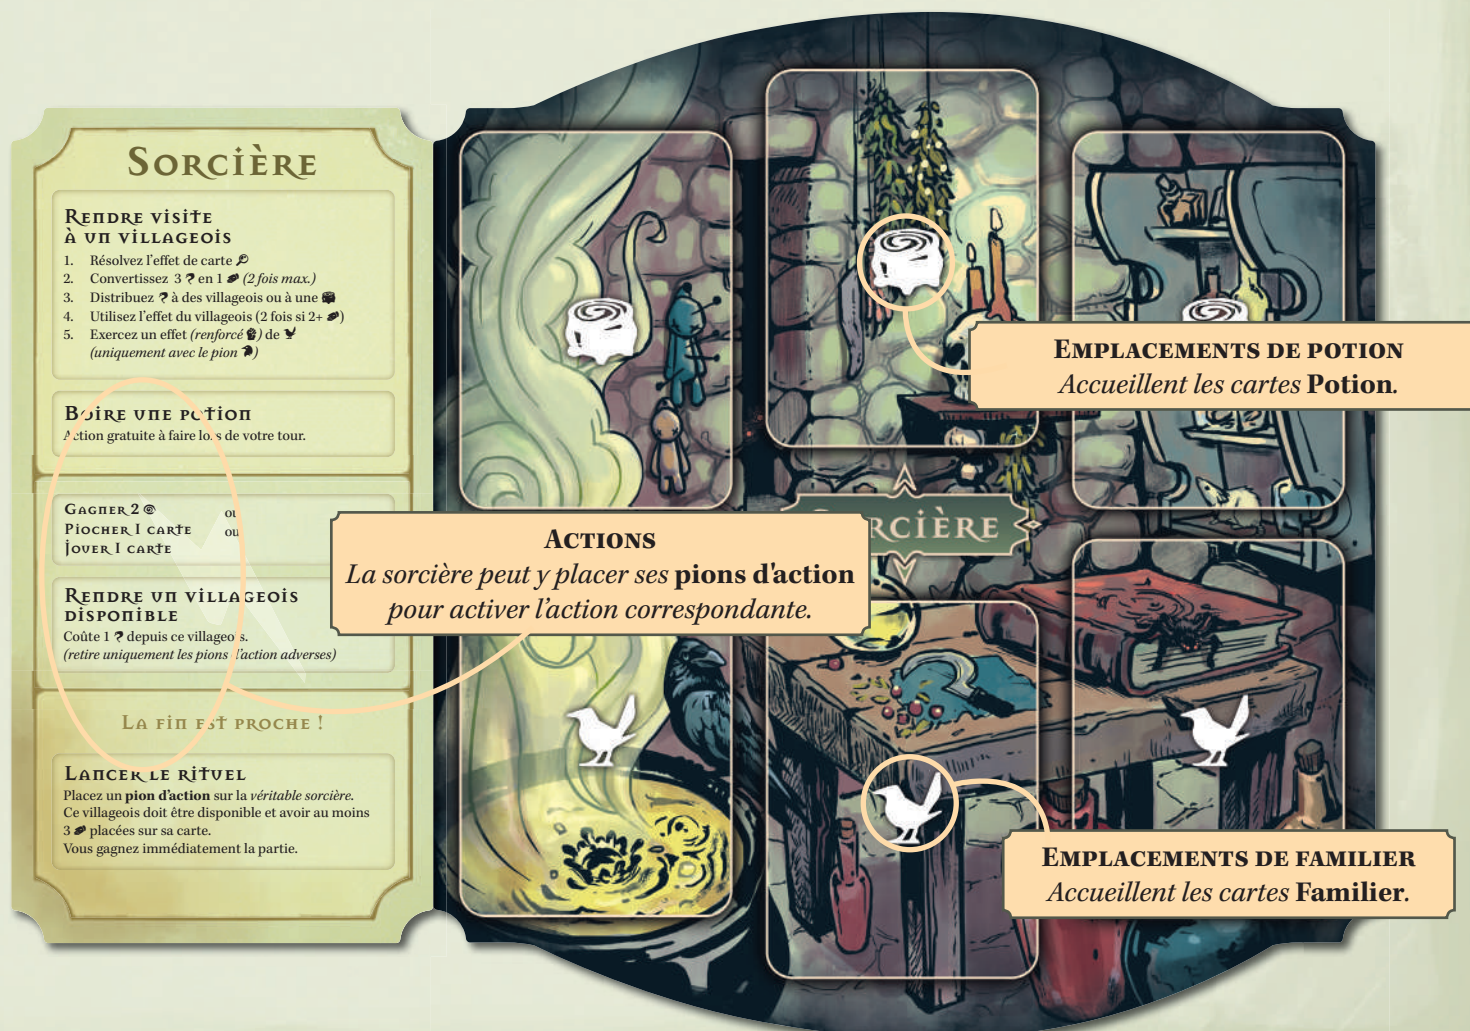 Sorcière
Rendre visite
à un villageois
1. Résolvez l'effet de carte
2. Convertissez 3 ? en 1 (2 fois max.)
3. Distribuez ? à des villageois ou à une
4. Utilisez l'effet du villageois (2 fois si 2+ )
5. Exercez un effet (renforcé ) de
(uniquement avec le pion )
Boire une potion
Action gratuite à faire lors de votre tour.
Gagner 2 ou
Piocher 1 carte ou
Jouer 1 carte
Rendre un villageois
disponible
Coûte 1 ? depuis ce villageois.
(retire uniquement les pions d'action adverses)
La fin est proche !
Lancer le rituel
Placez un pion d'action sur la véritable sorcière.
Ce villageois doit être disponible et avoir au moins
3 placées sur sa carte.
Vous gagnez immédiatement la partie.
Emplacements de potion
Accueillent les cartes Potion.
Actions
La sorcière peut y placer ses pions d'action
pour activer l'action correspondante.
Emplacements de familier
Accueillent les cartes Familier.